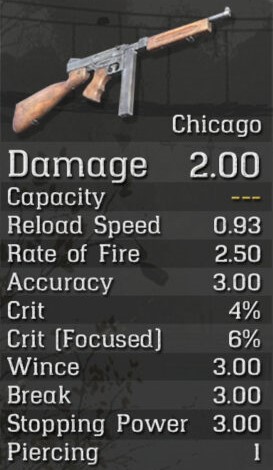 Chicago
Damage 2.00
Capacity ---
Reload Speed 0.93
Rate of Fire 2.50
Accuracy 3.00
Crit 4%
Crit (Focused) 6%
Wince 3.00
Break 3.00
Stopping Power 3.00
Piercing 1